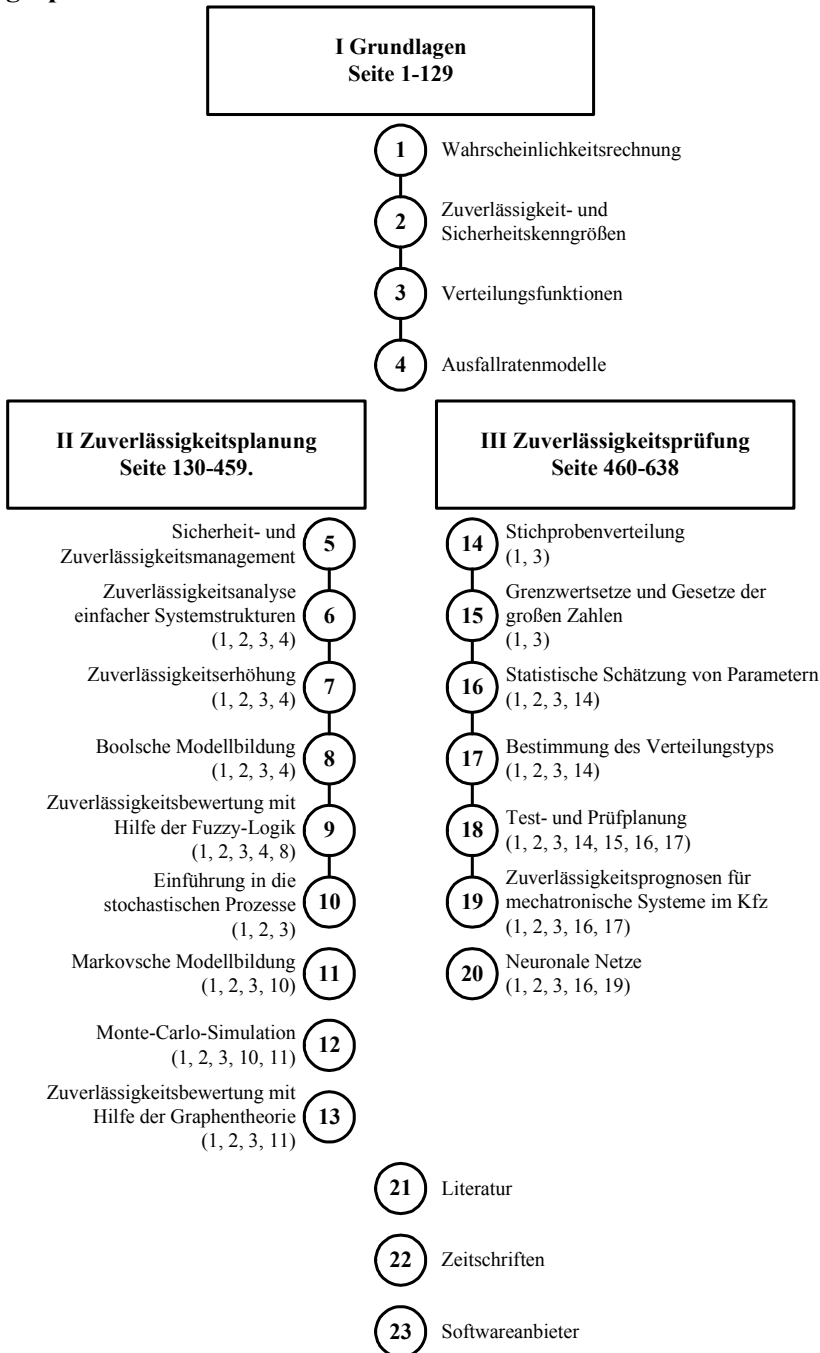 I Grundlagen
Seite 1-129
1 Wahrscheinlichkeitsrechnung
2 Zuverlässigkeit- und
Sicherheitskenngrößen
3 Verteilungsfunktionen
4 Ausfallratenmodelle
II Zuverlässigkeitsplanung
Seite 130-459.
Sicherheit- und
Zuverlässigkeitsmanagement
5
Zuverlässigkeitsanalyse
einfacher Systemstrukturen
(1, 2, 3, 4)
6
Zuverlässigkeitserhöhung
(1, 2, 3, 4)
7
Boolsche Modellbildung
(1, 2, 3, 4)
8
Zuverlässigkeitsbewertung mit
Hilfe der Fuzzy-Logik
(1, 2, 3, 4, 8)
9
Einführung in die
stochastischen Prozesse
(1, 2, 3)
10
Markovsche Modellbildung
(1, 2, 3, 10)
11
Monte-Carlo-Simulation
(1, 2, 3, 10, 11)
12
Zuverlässigkeitsbewertung mit
Hilfe der Graphentheorie
(1, 2, 3, 11)
13
III Zuverlässigkeitsprüfung
Seite 460-638
14
Stichprobenverteilung
(1, 3)
15
Grenzwertsetze und Gesetze der
großen Zahlen
(1, 3)
16
Statistische Schätzung von Parametern
(1, 2, 3, 14)
17
Bestimmung des Verteilungstyps
(1, 2, 3, 14)
18
Test- und Prüfplanung
(1, 2, 3, 14, 15, 16, 17)
19
Zuverlässigkeitsprognosen für
mechatronische Systeme im Kfz
(1, 2, 3, 16, 17)
20
Neuronale Netze
(1, 2, 3, 16, 19)
21 Literatur
22 Zeitschriften
23 Softwareanbieter